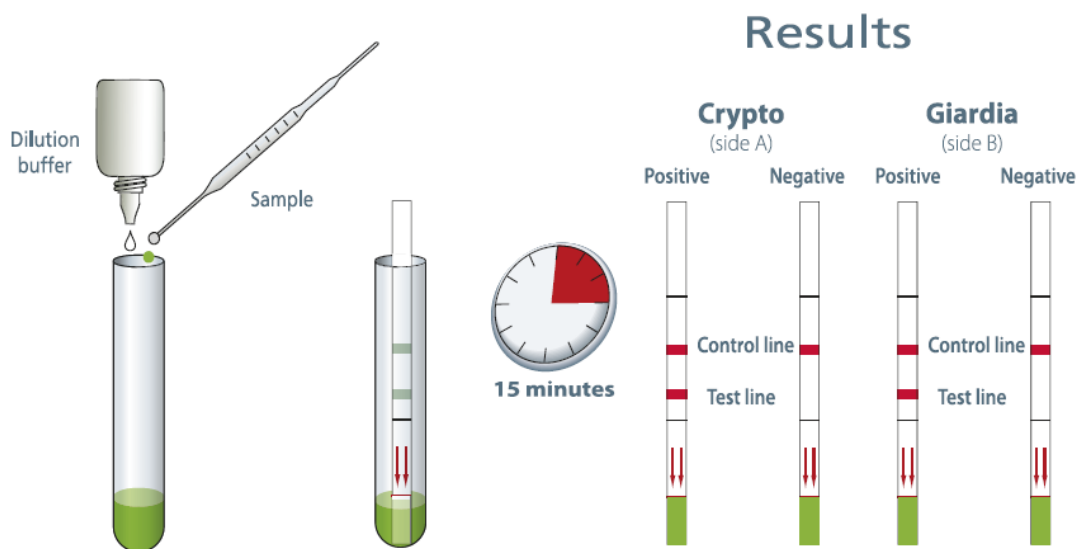 Results
Dilution
buffer
Sample
15 minutes
Crypto
(side A)
Positive
Negative
Giardia
(side B)
Positive
Negative
Control line
Control line
Test line
Test line